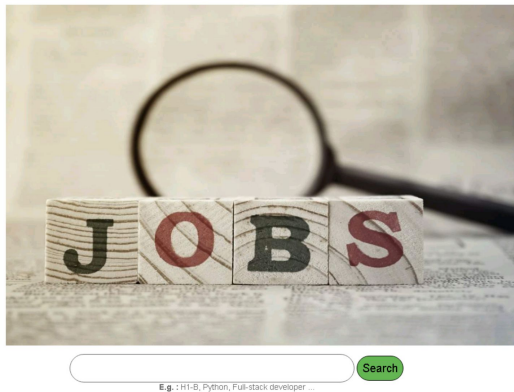 JOBS
Search
E.g. : H1-B, Python, Full-stack developer ...